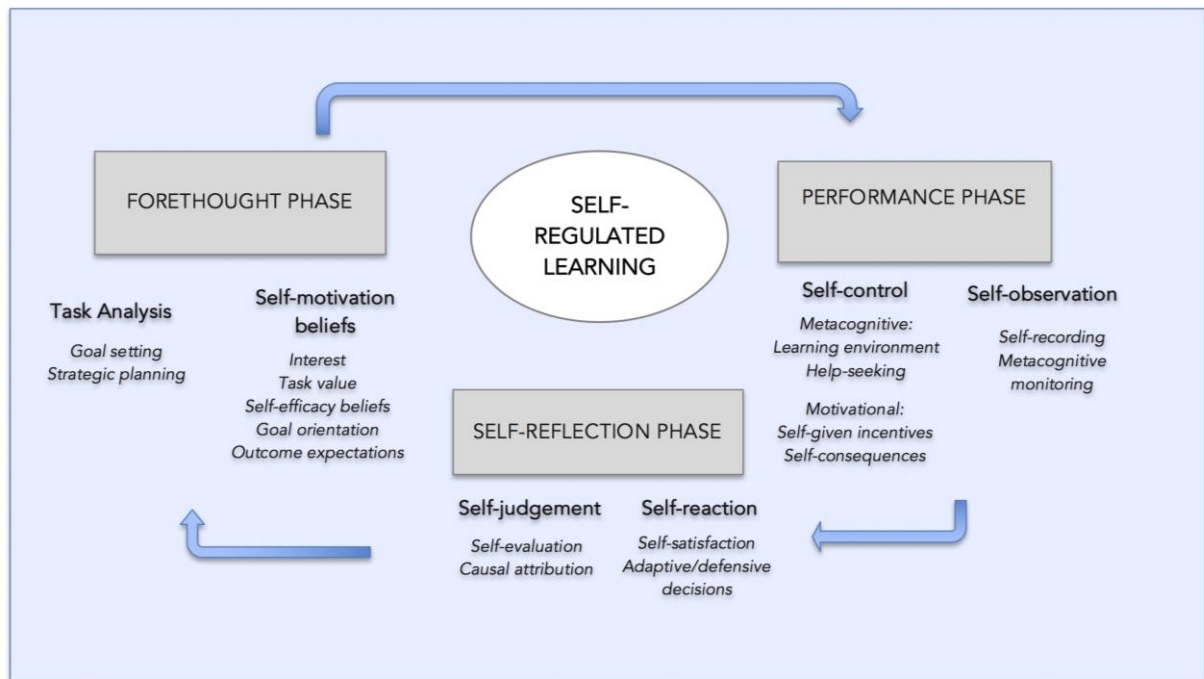 FORETHOUGHT PHASE
Task Analysis
Goal setting
Strategic planning
Self-motivation
beliefs
Interest
Task value
Self-efficacy beliefs
Goal orientation
Outcome expectations
SELF-
REGULATED
LEARNING
PERFORMANCE PHASE
Self-control
Metacognitive:
Learning environment
Help-seeking
Motivational:
Self-given incentives
Self-consequences
Self-observation
Self-recording
Metacognitive
monitoring
SELF-REFLECTION PHASE
Self-judgement
Self-evaluation
Causal attribution
Self-reaction
Self-satisfaction
Adaptive/defensive
decisions